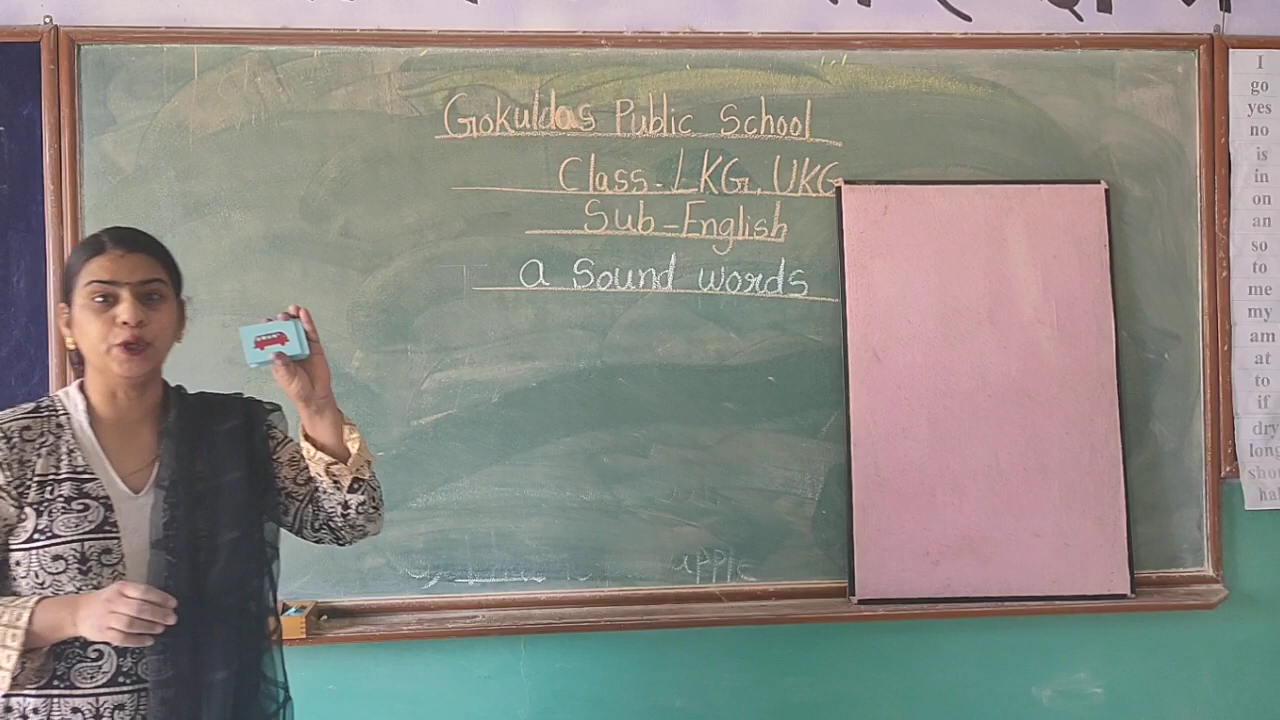 Gokuldas Public School
Class - LKG, UKG
Sub - English
a Sound words
apple
I
go
yes
no
is
in
on
an
so
to
me
my
am
at
to
if
dry
long